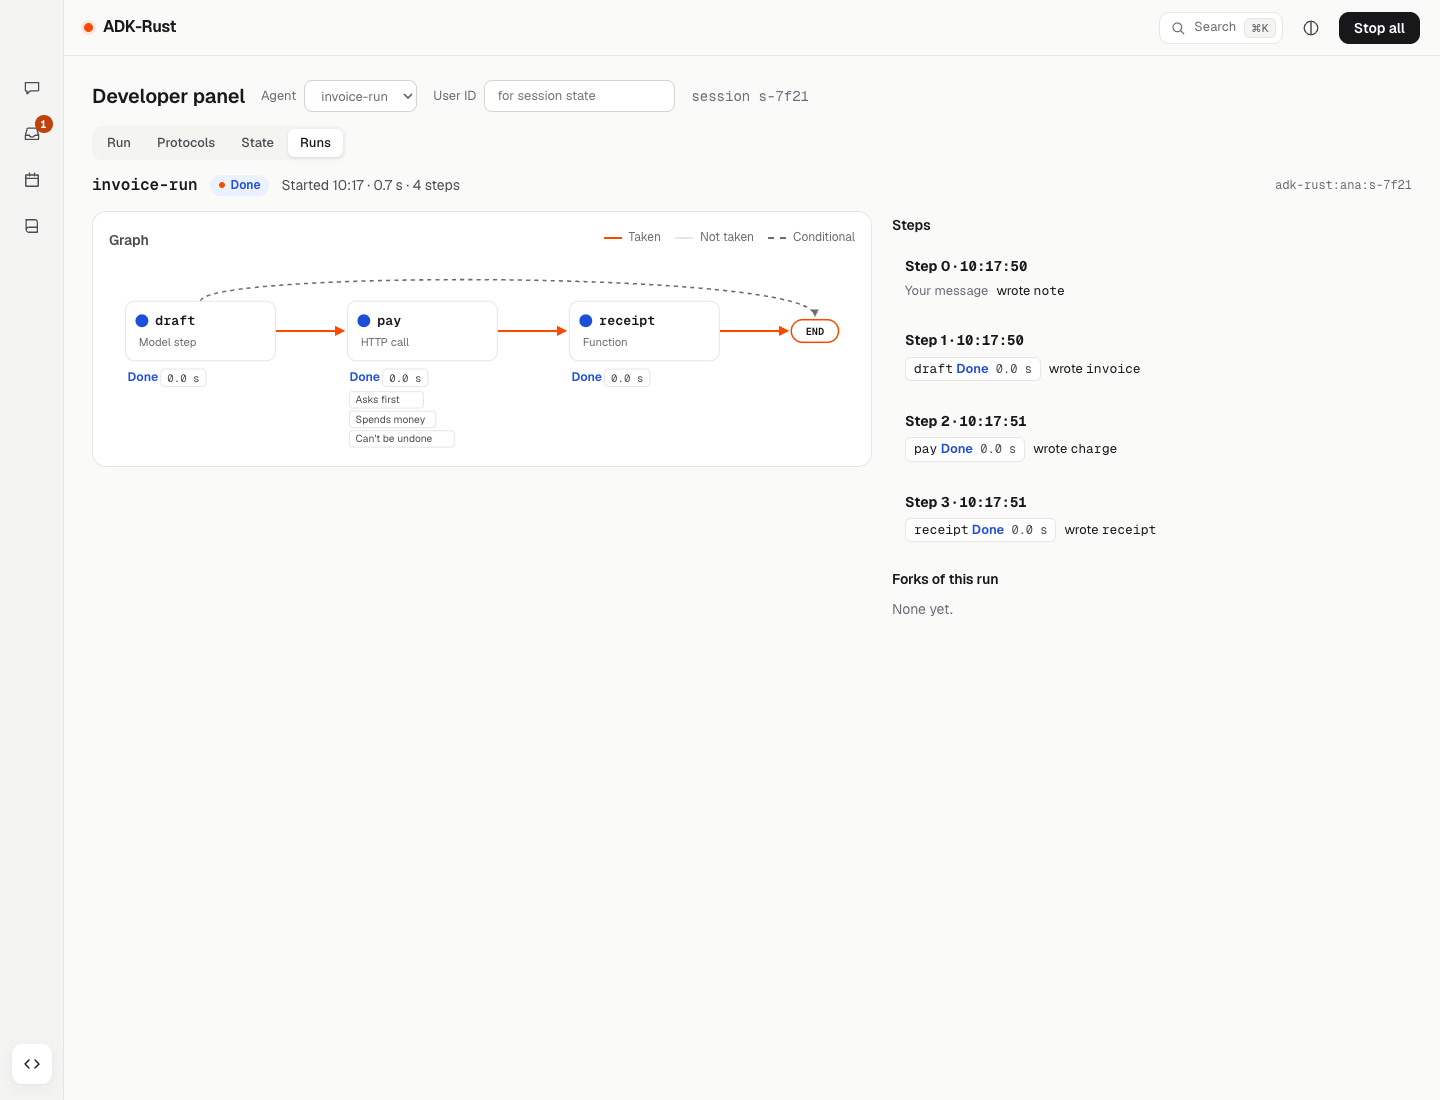 ADK-Rust
Search ⌘K
Stop all
1
Developer panel Agent invoice-run User ID for session state session s-7f21
Run Protocols State Runs
invoice-run Done Started 10:17 · 0.7 s · 4 steps adk-rust:ana:s-7f21
Graph
Taken Not taken Conditional
draft
Model step
Done 0.0 s
pay
HTTP call
Done 0.0 s
Asks first
Spends money
Can't be undone
receipt
Function
Done 0.0 s
END
Steps
Step 0 · 10:17:50
Your message wrote note
Step 1 · 10:17:50
draft Done 0.0 s wrote invoice
Step 2 · 10:17:51
pay Done 0.0 s wrote charge
Step 3 · 10:17:51
receipt Done 0.0 s wrote receipt
Forks of this run
None yet.